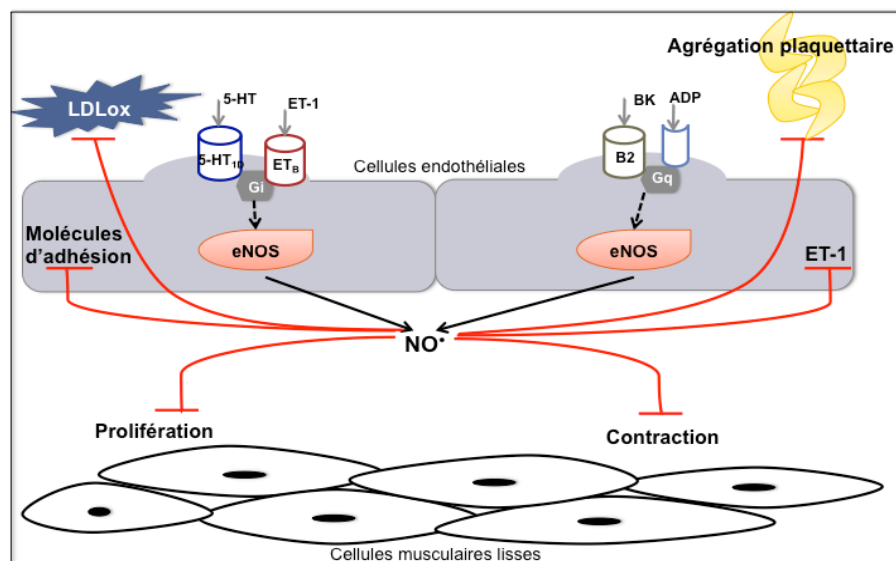 Agrégation plaquettaire
LDLox
5-HT
ET-1
BK
ADP
5-HT1D
ETB
Gi
Cellules endothéliales
B2
Gq
Molécules
d'adhésion
eNOS
eNOS
ET-1
NO•
Prolifération
Contraction
Cellules musculaires lisses